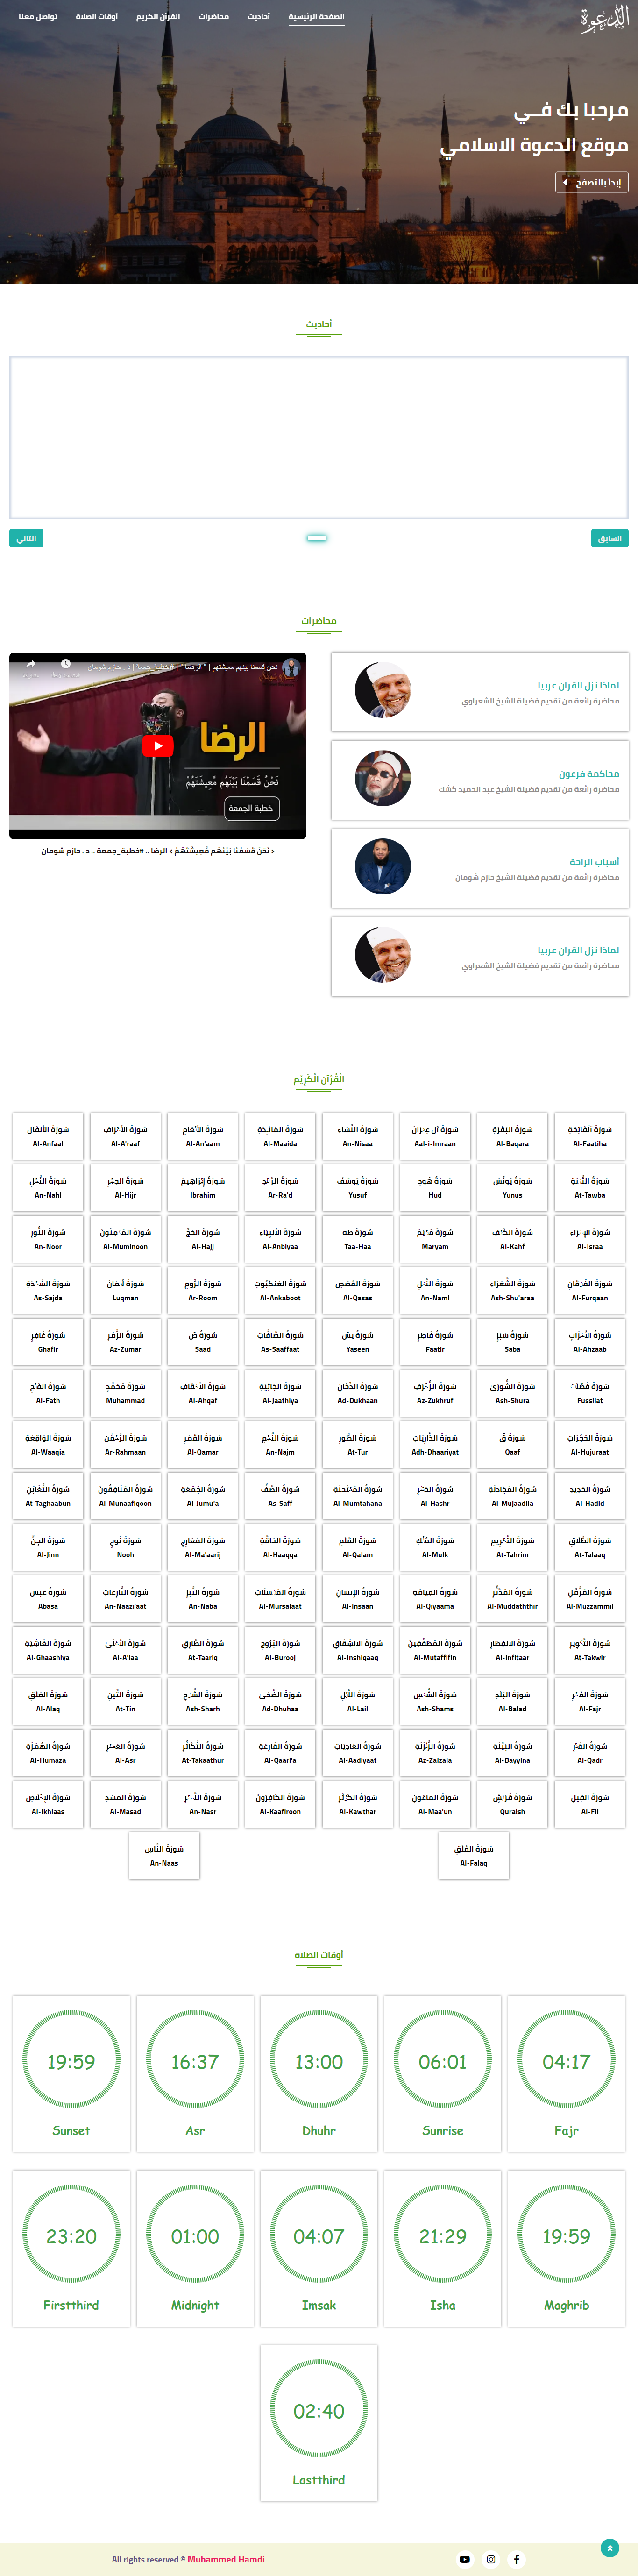 الدعوة
الصفحة الرئيسية
أحاديث
محاضرات
القرآن الكريم
أوقات الصلاة
تواصل معنا
مرحبا بك فــي
موقع الدعوة الاسلامي
إبدأ بالتصفح
أحاديث
السابق
التالي
محاضرات
لماذا نزل القران عربيا
محاضرة رائعة من تقديم فضيلة الشيخ الشعراوي
محاكمة فرعون
محاضرة رائعة من تقديم فضيلة الشيخ عبد الحميد كشك
أسباب الراحة
محاضرة رائعة من تقديم فضيلة الشيخ حازم شومان
لماذا نزل القران عربيا
محاضرة رائعة من تقديم فضيلة الشيخ الشعراوي
نحن قسمنا بينهم معيشتهم | " الرضا " | #خطبة_جمعة | د . حازم شومان
الرضا
نَحْنُ قَسَمْنَا بَيْنَهُم مَّعِيشَتَهُمْ
خطبة الجمعة
< نَحْنُ قَسَمْنَا بَيْنَهُم مَّعِيشَتَهُمْ > الرضا .. #خطبة_جمعة .. د . حازم شومان
الْقُرْآنَ الْكَرِيْم
سُورَةُ ٱلْفَاتِحَةِ
Al-Faatiha
سُورَةُ البَقَرَةِ
Al-Baqara
سُورَةُ آلِ عِمۡرَانَ
Aal-i-Imraan
سُورَةُ النِّسَاءِ
An-Nisaa
سُورَةُ المَائـِدَةِ
Al-Maaida
سُورَةُ الأَنۡعَامِ
Al-An'aam
سُورَةُ الأَعۡرَافِ
Al-A'raaf
سُورَةُ الأَنفَالِ
Al-Anfaal
سُورَةُ التَّوۡبَةِ
At-Tawba
سُورَةُ يُونُسَ
Yunus
سُورَةُ هُودٍ
Hud
سُورَةُ يُوسُفَ
Yusuf
سُورَةُ الرَّعۡدِ
Ar-Ra'd
سُورَةُ إِبۡرَاهِيمَ
Ibrahim
سُورَةُ الحِجۡرِ
Al-Hijr
سُورَةُ النَّحۡلِ
An-Nahl
سُورَةُ الإِسۡرَاءِ
Al-Israa
سُورَةُ الكَهۡفِ
Al-Kahf
سُورَةُ مَرۡيَمَ
Maryam
سُورَةُ طه
Taa-Haa
سُورَةُ الأَنبِيَاءِ
Al-Anbiyaa
سُورَةُ الحَجِّ
Al-Hajj
سُورَةُ المُؤۡمِنُونَ
Al-Muminoon
سُورَةُ النُّورِ
An-Noor
سُورَةُ الفُرۡقَانِ
Al-Furqaan
سُورَةُ الشُّعَرَاءِ
Ash-Shu'araa
سُورَةُ النَّمۡلِ
An-Naml
سُورَةُ القَصَصِ
Al-Qasas
سُورَةُ العَنكَبُوتِ
Al-Ankaboot
سُورَةُ الرُّومِ
Ar-Room
سُورَةُ لُقۡمَانَ
Luqman
سُورَةُ السَّجۡدَةِ
As-Sajda
سُورَةُ الأَحۡزَابِ
Al-Ahzaab
سُورَةُ سَبَإٍ
Saba
سُورَةُ فَاطِرٍ
Faatir
سُورَةُ يسٓ
Yaseen
سُورَةُ الصَّافَّاتِ
As-Saaffaat
سُورَةُ صٓ
Saad
سُورَةُ الزُّمَرِ
Az-Zumar
سُورَةُ غَافِرٍ
Ghafir
سُورَةُ فُصِّلَتۡ
Fussilat
سُورَةُ الشُّورَىٰ
Ash-Shura
سُورَةُ الزُّخۡرُفِ
Az-Zukhruf
سُورَةُ الدُّخَانِ
Ad-Dukhaan
سُورَةُ الجَاثِيَةِ
Al-Jaathiya
سُورَةُ الأَحۡقَافِ
Al-Ahqaf
سُورَةُ مُحَمَّدٍ
Muhammad
سُورَةُ الفَتۡحِ
Al-Fath
سُورَةُ الحُجُرَاتِ
Al-Hujuraat
سُورَةُ قٓ
Qaaf
سُورَةُ الذَّارِيَاتِ
Adh-Dhaariyat
سُورَةُ الطُّورِ
At-Tur
سُورَةُ النَّجۡمِ
An-Najm
سُورَةُ القَمَرِ
Al-Qamar
سُورَةُ الرَّحۡمَٰن
Ar-Rahmaan
سُورَةُ الوَاقِعَةِ
Al-Waaqia
سُورَةُ الحَدِيدِ
Al-Hadid
سُورَةُ المُجَادلَةِ
Al-Mujaadila
سُورَةُ الحَشۡرِ
Al-Hashr
سُورَةُ المُمۡتَحنَةِ
Al-Mumtahana
سُورَةُ الصَّفِّ
As-Saff
سُورَةُ الجُمُعَةِ
Al-Jumu'a
سُورَةُ المُنَافِقُونَ
Al-Munaafiqoon
سُورَةُ التَّغَابُنِ
At-Taghaabun
سُورَةُ الطَّلَاقِ
At-Talaaq
سُورَةُ التَّحۡرِيمِ
At-Tahrim
سُورَةُ المُلۡكِ
Al-Mulk
سُورَةُ القَلَمِ
Al-Qalam
سُورَةُ الحَاقَّةِ
Al-Haaqqa
سُورَةُ المَعَارِجِ
Al-Ma'aarij
سُورَةُ نُوحٍ
Nooh
سُورَةُ الجِنِّ
Al-Jinn
سُورَةُ المُزَّمِّلِ
Al-Muzzammil
سُورَةُ المُدَّثِّرِ
Al-Muddaththir
سُورَةُ القِيَامَةِ
Al-Qiyaama
سُورَةُ الإِنسَانِ
Al-Insaan
سُورَةُ المُرۡسَلَاتِ
Al-Mursalaat
سُورَةُ النَّبَإِ
An-Naba
سُورَةُ النَّازِعَاتِ
An-Naazi'aat
سُورَةُ عَبَسَ
Abasa
سُورَةُ التَّكۡوِيرِ
At-Takwir
سُورَةُ الانفِطَارِ
Al-Infitaar
سُورَةُ المُطَفِّفِينَ
Al-Mutaffifin
سُورَةُ الانشِقَاقِ
Al-Inshiqaaq
سُورَةُ البُرُوجِ
Al-Burooj
سُورَةُ الطَّارِقِ
At-Taariq
سُورَةُ الأَعۡلَىٰ
Al-A'laa
سُورَةُ الغَاشِيَةِ
Al-Ghaashiya
سُورَةُ الفَجۡرِ
Al-Fajr
سُورَةُ البَلَدِ
Al-Balad
سُورَةُ الشَّمۡسِ
Ash-Shams
سُورَةُ اللَّيۡلِ
Al-Lail
سُورَةُ الضُّحَىٰ
Ad-Dhuhaa
سُورَةُ الشَّرۡحِ
Ash-Sharh
سُورَةُ التِّينِ
At-Tin
سُورَةُ العَلَقِ
Al-Alaq
سُورَةُ القَدۡرِ
Al-Qadr
سُورَةُ البَيِّنَةِ
Al-Bayyina
سُورَةُ الزَّلۡزَلَةِ
Az-Zalzala
سُورَةُ العَادِيَاتِ
Al-Aadiyaat
سُورَةُ القَارِعَةِ
Al-Qaari'a
سُورَةُ التَّكَاثُرِ
At-Takaathur
سُورَةُ العَصۡرِ
Al-Asr
سُورَةُ الهُمَزَةِ
Al-Humaza
سُورَةُ الفِيلِ
Al-Fil
سُورَةُ قُرَيۡشٍ
Quraish
سُورَةُ المَاعُونِ
Al-Maa'un
سُورَةُ الكَوۡثَرِ
Al-Kawthar
سُورَةُ الكَافِرُونَ
Al-Kaafiroon
سُورَةُ النَّصۡرِ
An-Nasr
سُورَةُ المَسَدِ
Al-Masad
سُورَةُ الإِخۡلَاصِ
Al-Ikhlaas
سُورَةُ الفَلَقِ
Al-Falaq
سُورَةُ النَّاسِ
An-Naas
أوقات الصلاه
04:17
Fajr
06:01
Sunrise
13:00
Dhuhr
16:37
Asr
19:59
Sunset
19:59
Maghrib
21:29
Isha
04:07
Imsak
01:00
Midnight
23:20
Firstthird
02:40
Lastthird
All rights reserved © Muhammed Hamdi